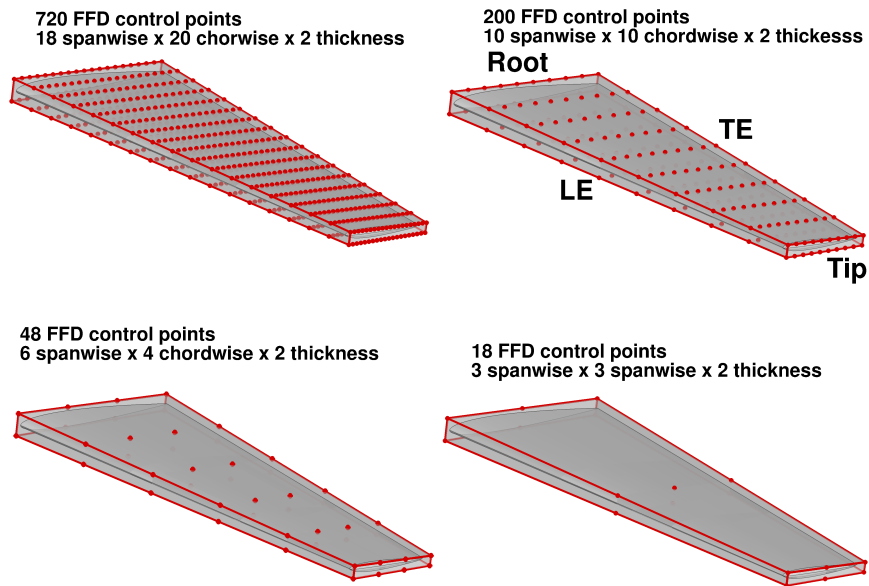 720 FFD control points
18 spanwise x 20 chorwise x 2 thickness
200 FFD control points
10 spanwise x 10 chordwise x 2 thickesss
Root
TE
LE
Tip
48 FFD control points
6 spanwise x 4 chordwise x 2 thickness
18 FFD control points
3 spanwise x 3 spanwise x 2 thickness